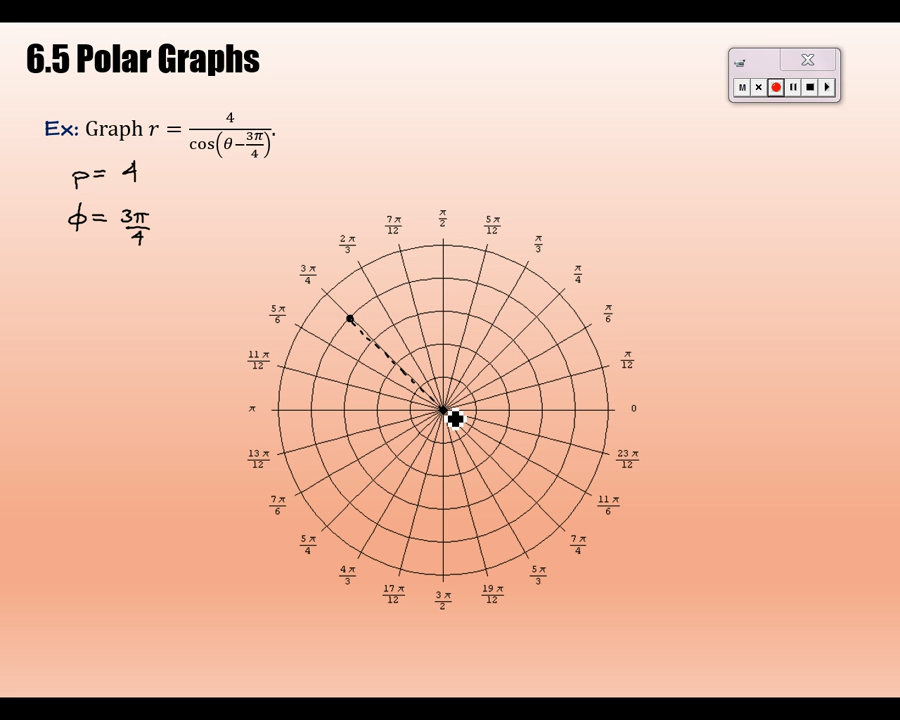 6.5 Polar Graphs
M
Ex: Graph r = 4/cos(θ−3π/4).
p = 4
ϕ = 3π/4
π/2
7π/12
5π/12
2π/3
π/3
3π/4
π/4
5π/6
π/6
11π/12
π/12
π
0
13π/12
23π/12
7π/6
11π/6
5π/4
7π/4
4π/3
5π/3
17π/12
3π/2
19π/12